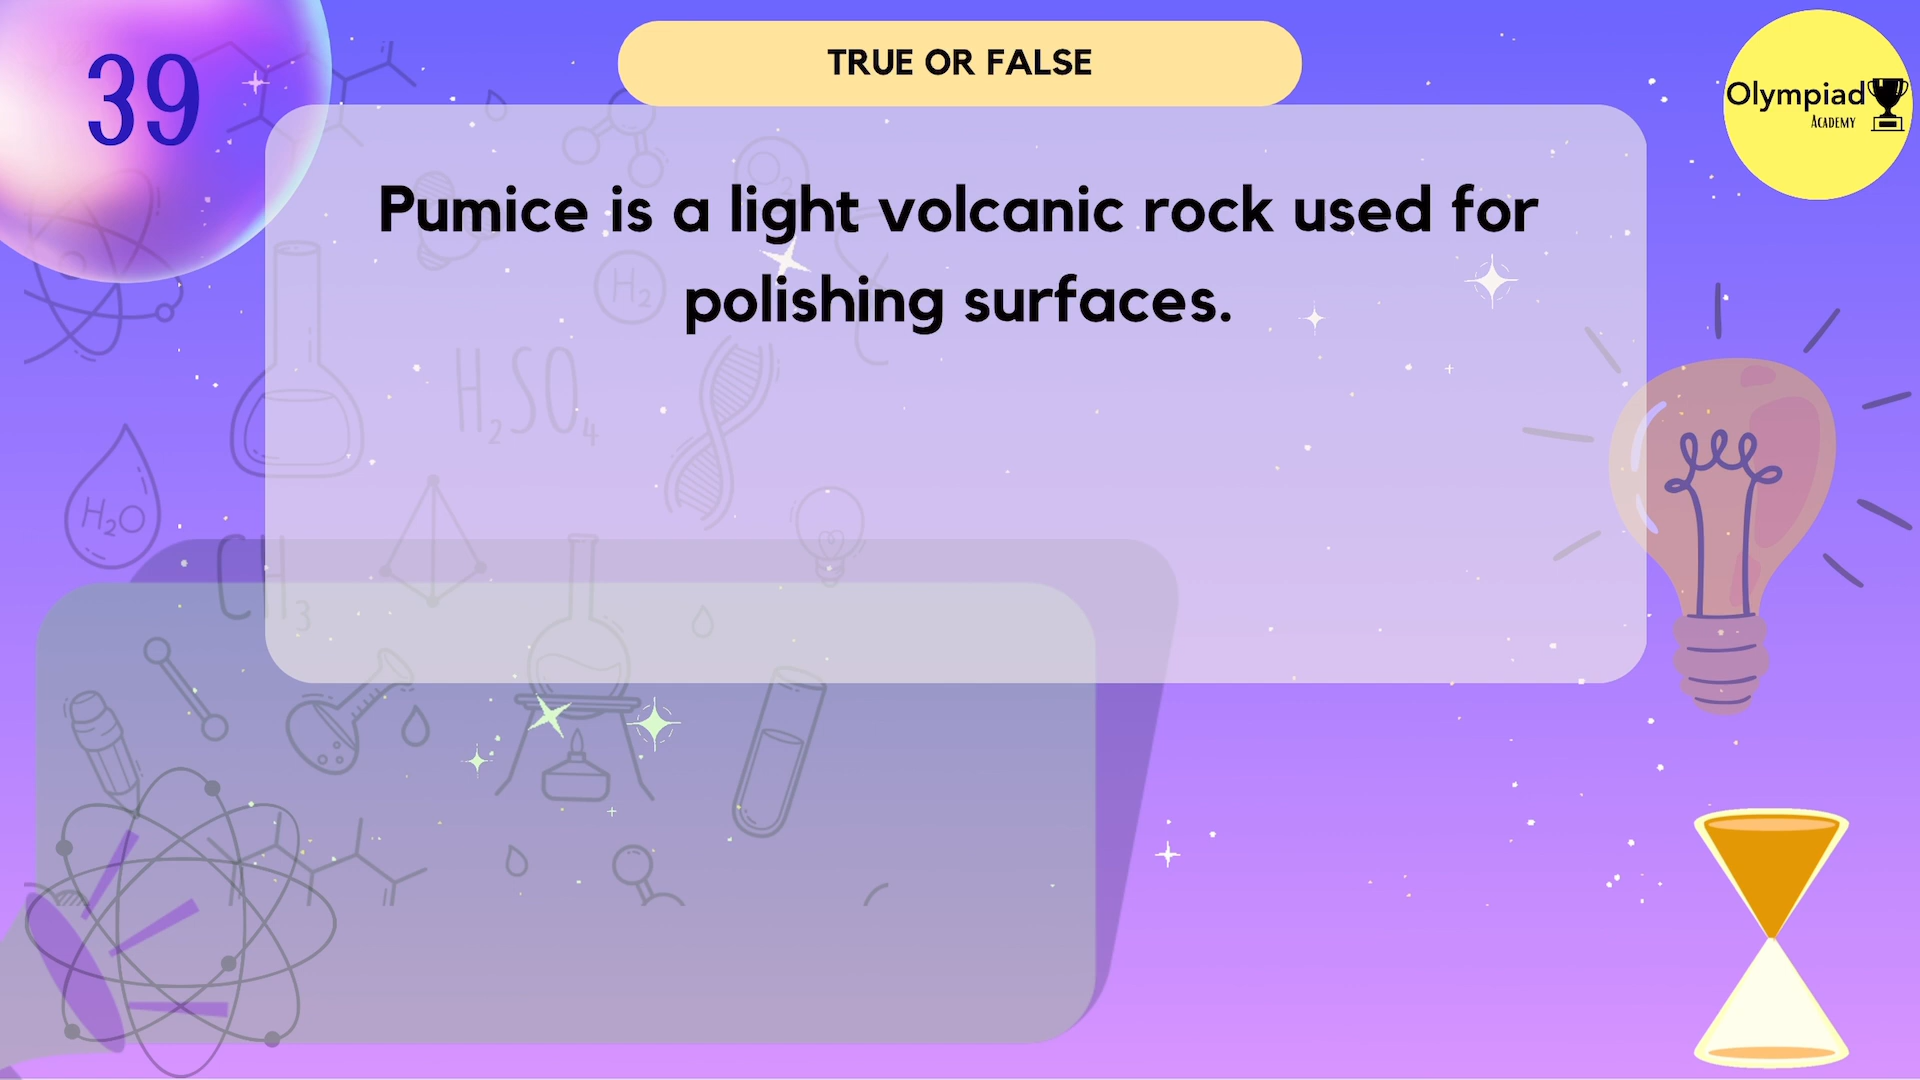 39
TRUE OR FALSE
Olympiad
ACADEMY
Pumice is a light volcanic rock used for
polishing surfaces.
O₂
H₂
H₂SO₄
H₂O
CH₃